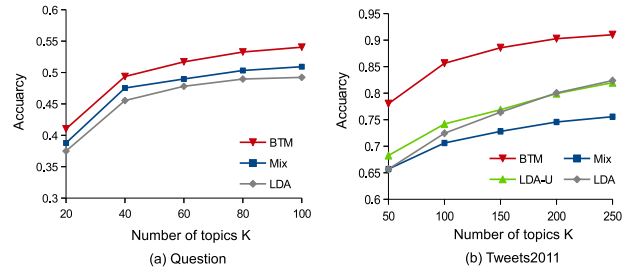 0.6
0.55
0.5
0.45
0.4
0.35
0.3
Accuarcy
BTM
Mix
LDA
20 40 60 80 100
Number of topics K
(a) Question
0.95
0.9
0.85
0.8
0.75
0.7
0.65
0.6
Accuarcy
BTM Mix
LDA-U LDA
50 100 150 200 250
Number of topics K
(b) Tweets2011